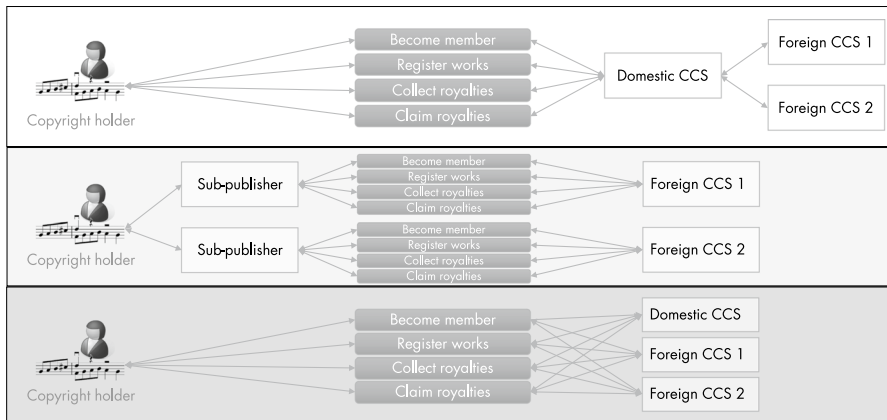 Become member
Register works
Collect royalties
Claim royalties
Domestic CCS
Foreign CCS 1
Foreign CCS 2
Copyright holder
Sub-publisher
Become member
Register works
Collect royalties
Claim royalties
Foreign CCS 1
Sub-publisher
Become member
Register works
Collect royalties
Claim royalties
Foreign CCS 2
Copyright holder
Become member
Register works
Collect royalties
Claim royalties
Domestic CCS
Foreign CCS 1
Foreign CCS 2
Copyright holder